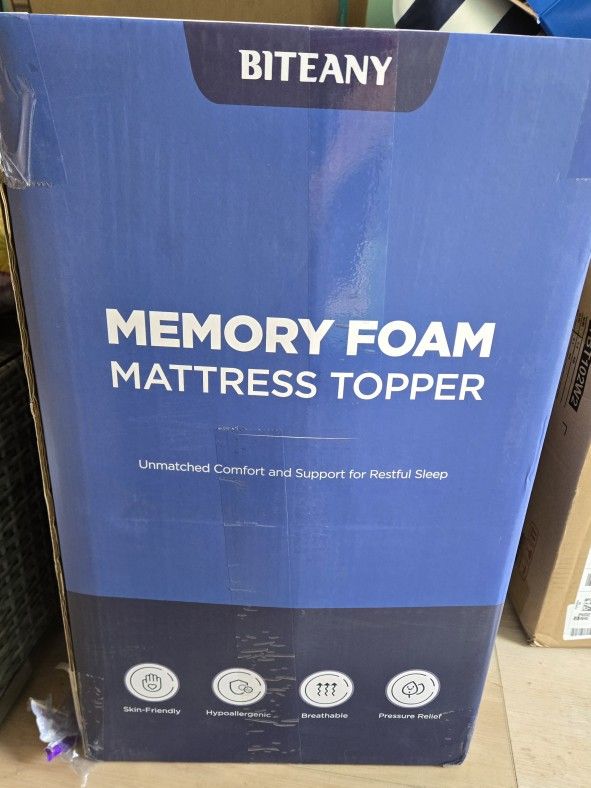 BITEANY
MEMORY FOAM
MATTRESS TOPPER
Unmatched Comfort and Support for Restful Sleep
Skin-Friendly
Hypoallergenic
Breathable
Pressure Relief